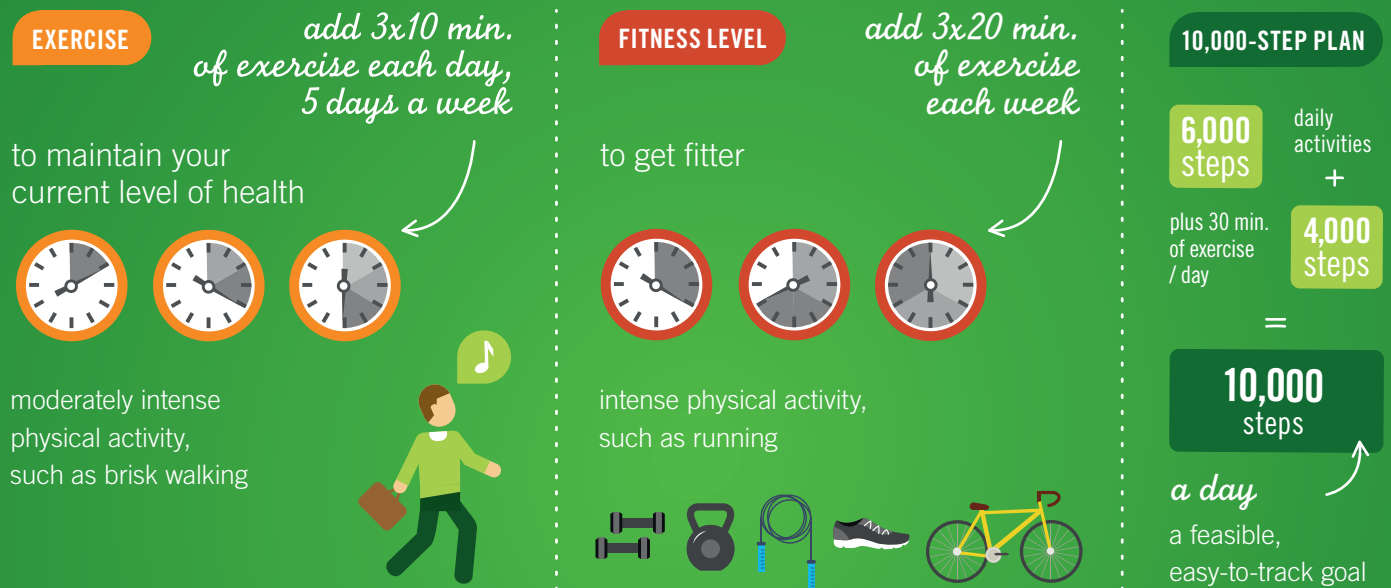 EXERCISE
add 3x10 min.
of exercise each day,
5 days a week
to maintain your
current level of health
moderately intense
physical activity,
such as brisk walking
FITNESS LEVEL
add 3x20 min.
of exercise
each week
to get fitter
intense physical activity,
such as running
10,000-STEP PLAN
6,000
steps
daily
activities
+
plus 30 min.
of exercise
/ day
4,000
steps
=
10,000
steps
a day
a feasible,
easy-to-track goal